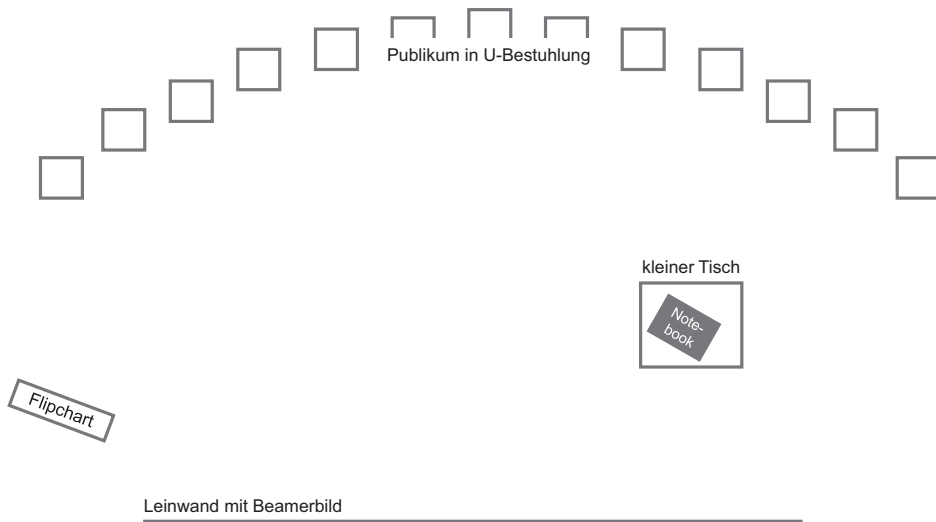 Publikum in U-Bestuhlung
kleiner Tisch
Note-
book
Flipchart
Leinwand mit Beamerbild